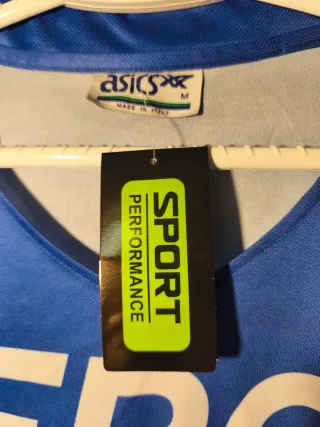 asics
M
MADE IN ITALY
SPORT
PERFORMANCE